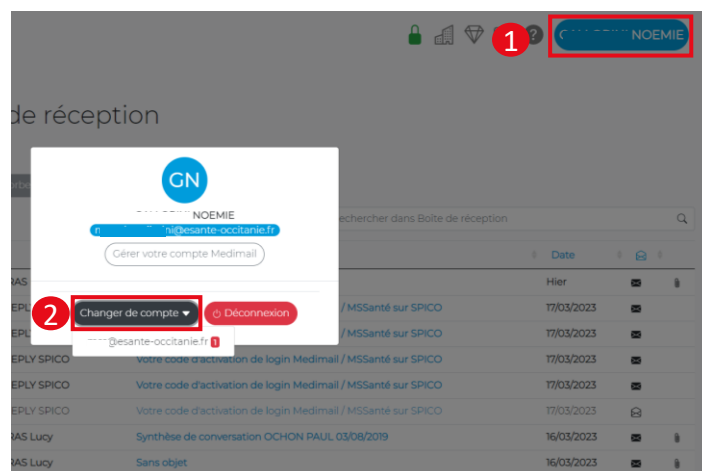 1
?
NOEMIE
de réception
GN
NOEMIE
@esante-occitanie.fr
echercher dans Boîte de réception
Gérer votre compte Medimail
Date
Hier
2
Changer de compte
Déconnexion
/ MSSanté sur SPICO 17/03/2023
@esante-occitanie.fr 1
/ MSSanté sur SPICO 17/03/2023
EPLY SPICO Votre code d'activation de login Medimail / MSSanté sur SPICO 17/03/2023
EPLY SPICO Votre code d'activation de login Medimail / MSSanté sur SPICO 17/03/2023
EPLY SPICO Votre code d'activation de login Medimail / MSSanté sur SPICO 17/03/2023
RAS Lucy Synthèse de conversation OCHON PAUL 03/08/2019 16/03/2023
RAS Lucy Sans objet 16/03/2023